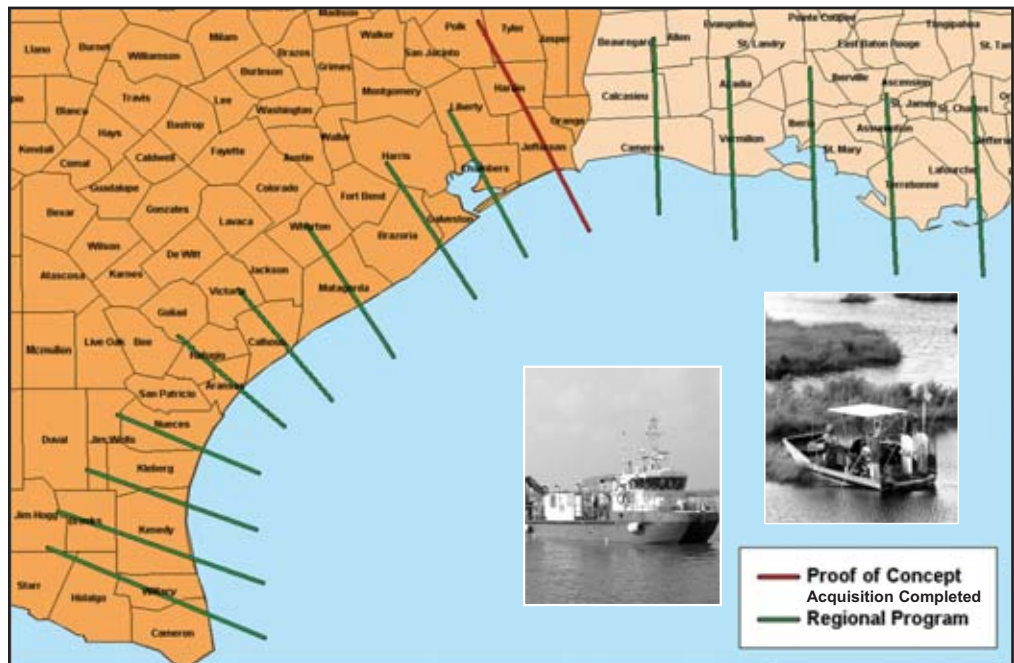 Madison
Llano
Burnet
Williamson
Milam
Brazos
Grimes
Walker
Polk
San Jacinto
Tyler
Jasper
Beauregard
Allen
Evangeline
St. Landry
Pointe Coupee
East Baton Rouge
Tangipahoa
Burleson
Montgomery
Liberty
Hardin
Orange
Calcasieu
Acadia
Iberville
Ascension
St. James
St. Charles
Blanco
Travis
Lee
Washington
Hays
Bastrop
Waller
Kendall
Comal
Caldwell
Fayette
Austin
Harris
Chambers
Jefferson
Cameron
Vermilion
Iberia
St. Mary
Assumption
Lafourche
Terrebonne
Guadalupe
Colorado
Fort Bend
Galveston
Bexar
Gonzales
Lavaca
Wharton
Brazoria
Wilson
De Witt
Atascosa
Karnes
Jackson
Matagorda
Victoria
Goliad
Mcmullen
Live Oak
Bee
Refugio
Calhoun
Aransas
San Patricio
Nueces
Duval
Jim Wells
Kleberg
Jim Hogg
Brooks
Kenedy
Starr
Hidalgo
Willacy
Cameron
Proof of Concept
Acquisition Completed
Regional Program